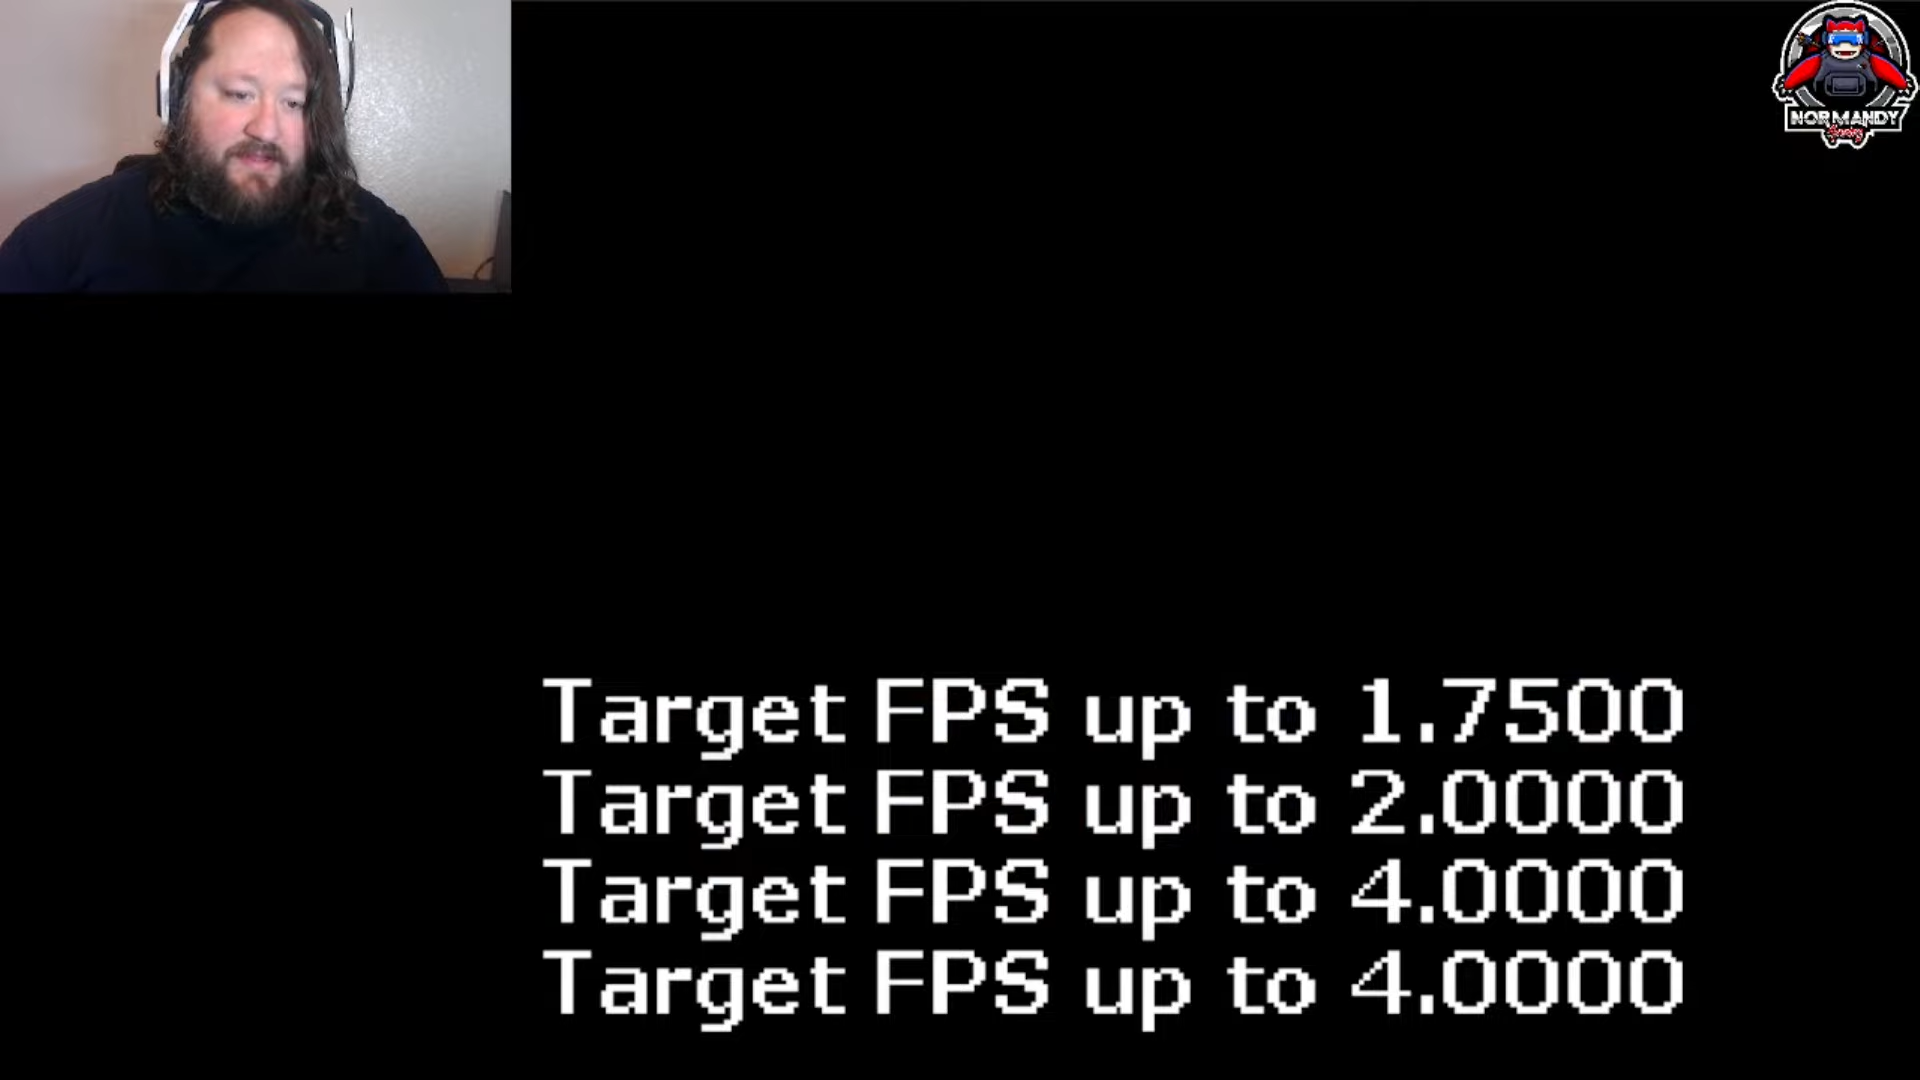 NORMANDY
Target FPS up to 1.7500
Target FPS up to 2.0000
Target FPS up to 4.0000
Target FPS up to 4.0000